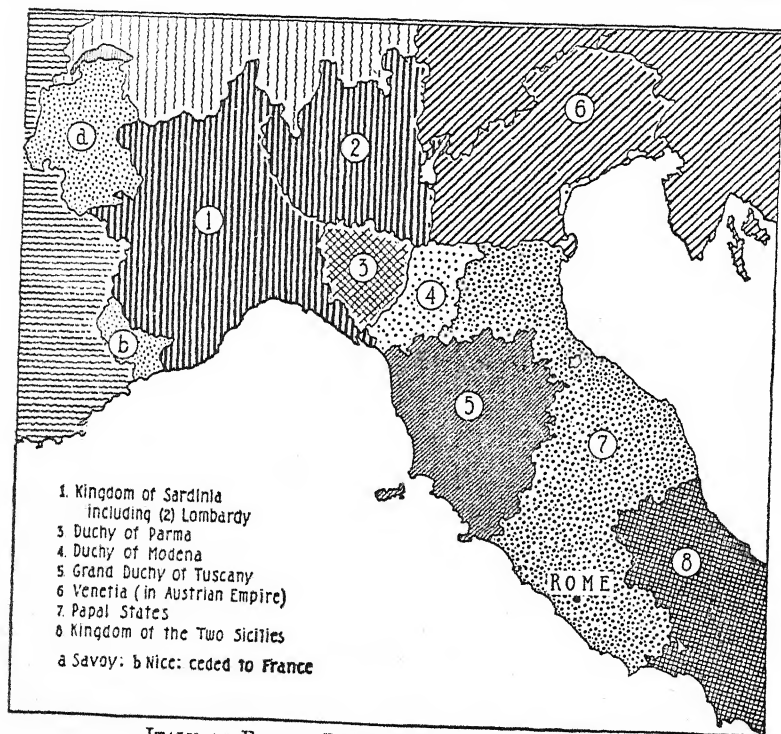 a
1
2
6
3
4
b
5
7
8
ROME
1. Kingdom of Sardinia
including (2) Lombardy
3 Duchy of Parma
4. Duchy of Modena
5. Grand Duchy of Tuscany
6 Venetia (in Austrian Empire)
7. Papal States
8 Kingdom of the Two Sicilies
a Savoy; b Nice: ceded to France